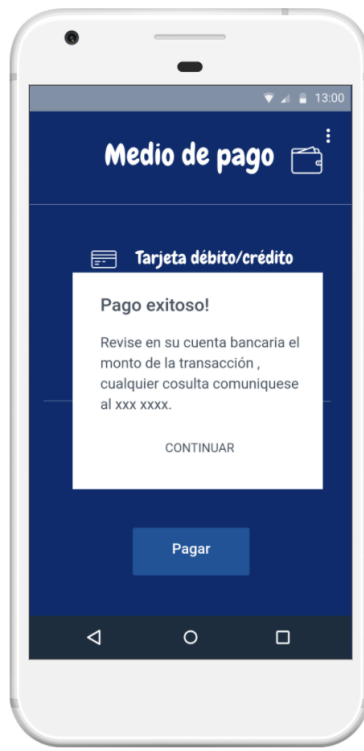 13:00
Medio de pago
Tarjeta débito/crédito
Pago exitoso!
Revise en su cuenta bancaria el
monto de la transacción ,
cualquier cosulta comuniquese
al xxx xxxx.
CONTINUAR
Pagar